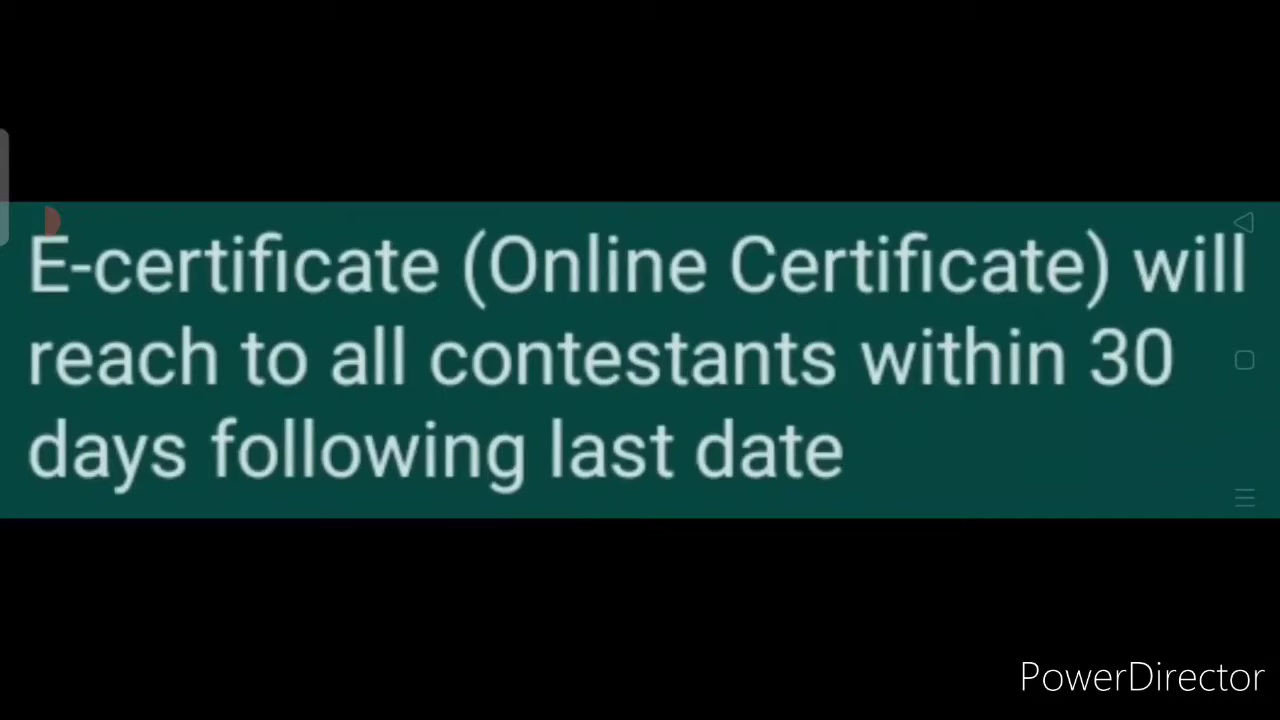 E-certificate (Online Certificate) will
reach to all contestants within 30
days following last date
PowerDirector